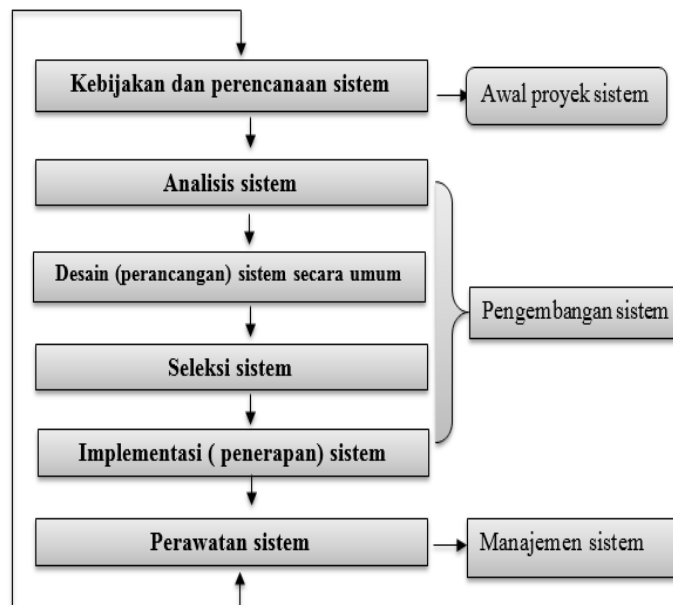 Kebijakan dan perencanaan sistem
Awal proyek sistem
Analisis sistem
Desain (perancangan) sistem secara umum
Pengembangan sistem
Seleksi sistem
Implementasi ( penerapan) sistem
Perawatan sistem
Manajemen sistem